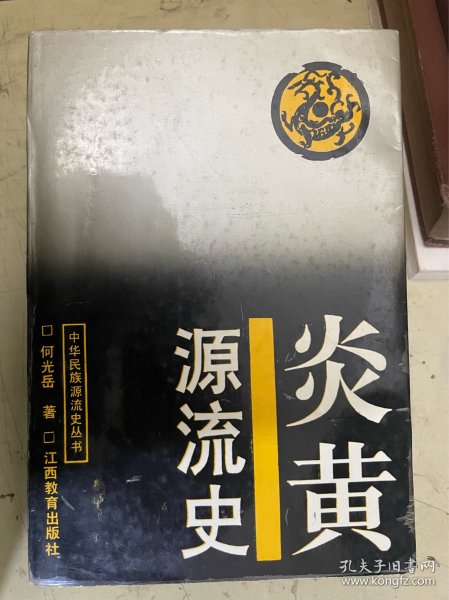 炎黄
源流史
中华民族源流史丛书
□何光岳 著□江西教育出版社
孔夫子旧书网
www.kongfz.com